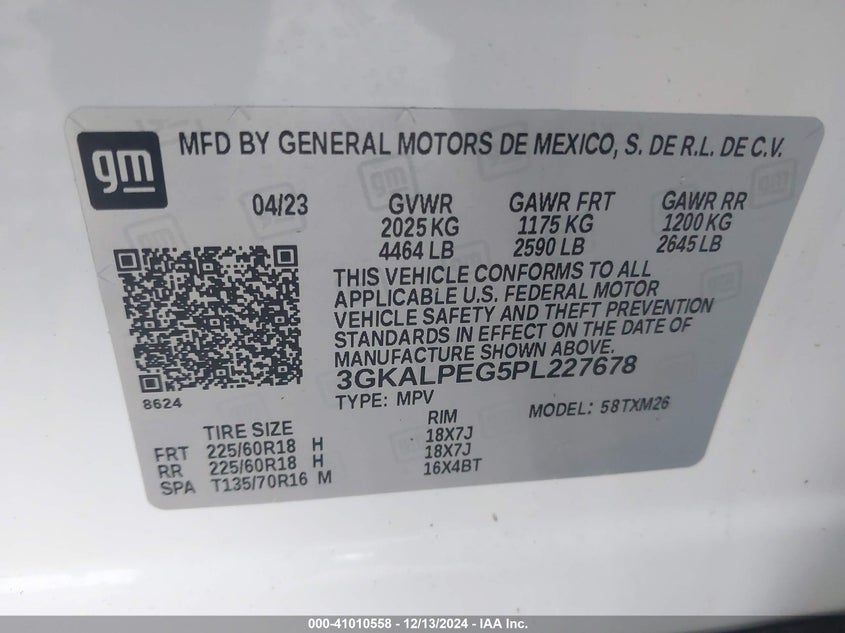 gm MFD BY GENERAL MOTORS DE MEXICO, S. DE R.L. DE C.V.
04/23 GVWR GAWR FRT GAWR RR
2025 KG 1175 KG 1200 KG
4464 LB 2590 LB 2645 LB
THIS VEHICLE CONFORMS TO ALL
APPLICABLE U.S. FEDERAL MOTOR
VEHICLE SAFETY AND THEFT PREVENTION
STANDARDS IN EFFECT ON THE DATE OF
MANUFACTURE SHOWN ABOVE.
3GKALPEG5PL227678
8624 TYPE: MPV MODEL: 58TXM26
TIRE SIZE RIM
FRT 225/60R18 H 18X7J
RR 225/60R18 H 18X7J
SPA T135/70R16 M 16X4BT
000-41010558 - 12/13/2024 - IAA Inc.